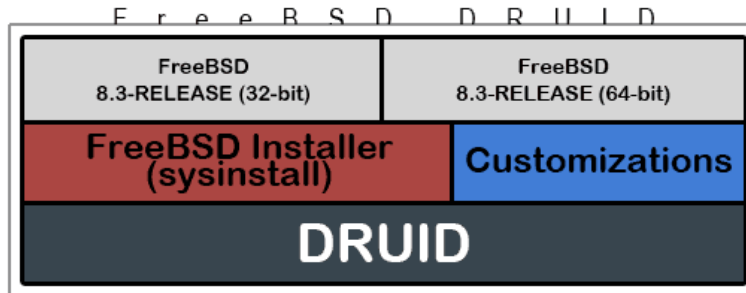 F r e e B S D D R U I D
FreeBSD
8.3-RELEASE (32-bit)
FreeBSD
8.3-RELEASE (64-bit)
FreeBSD Installer
(sysinstall)
Customizations
DRUID